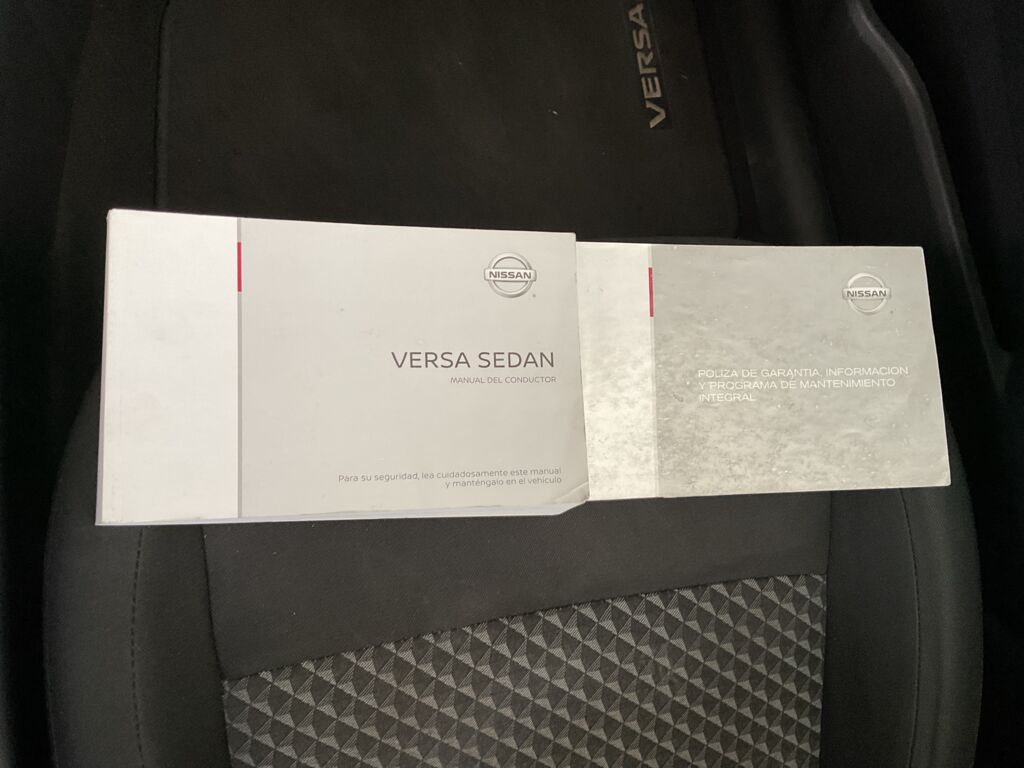 VERSA
NISSAN
VERSA SEDAN
MANUAL DEL CONDUCTOR
Para su seguridad, lea cuidadosamente este manual
y manténgalo en el vehículo
NISSAN
POLIZA DE GARANTIA, INFORMACION
Y PROGRAMA DE MANTENIMIENTO
INTEGRAL